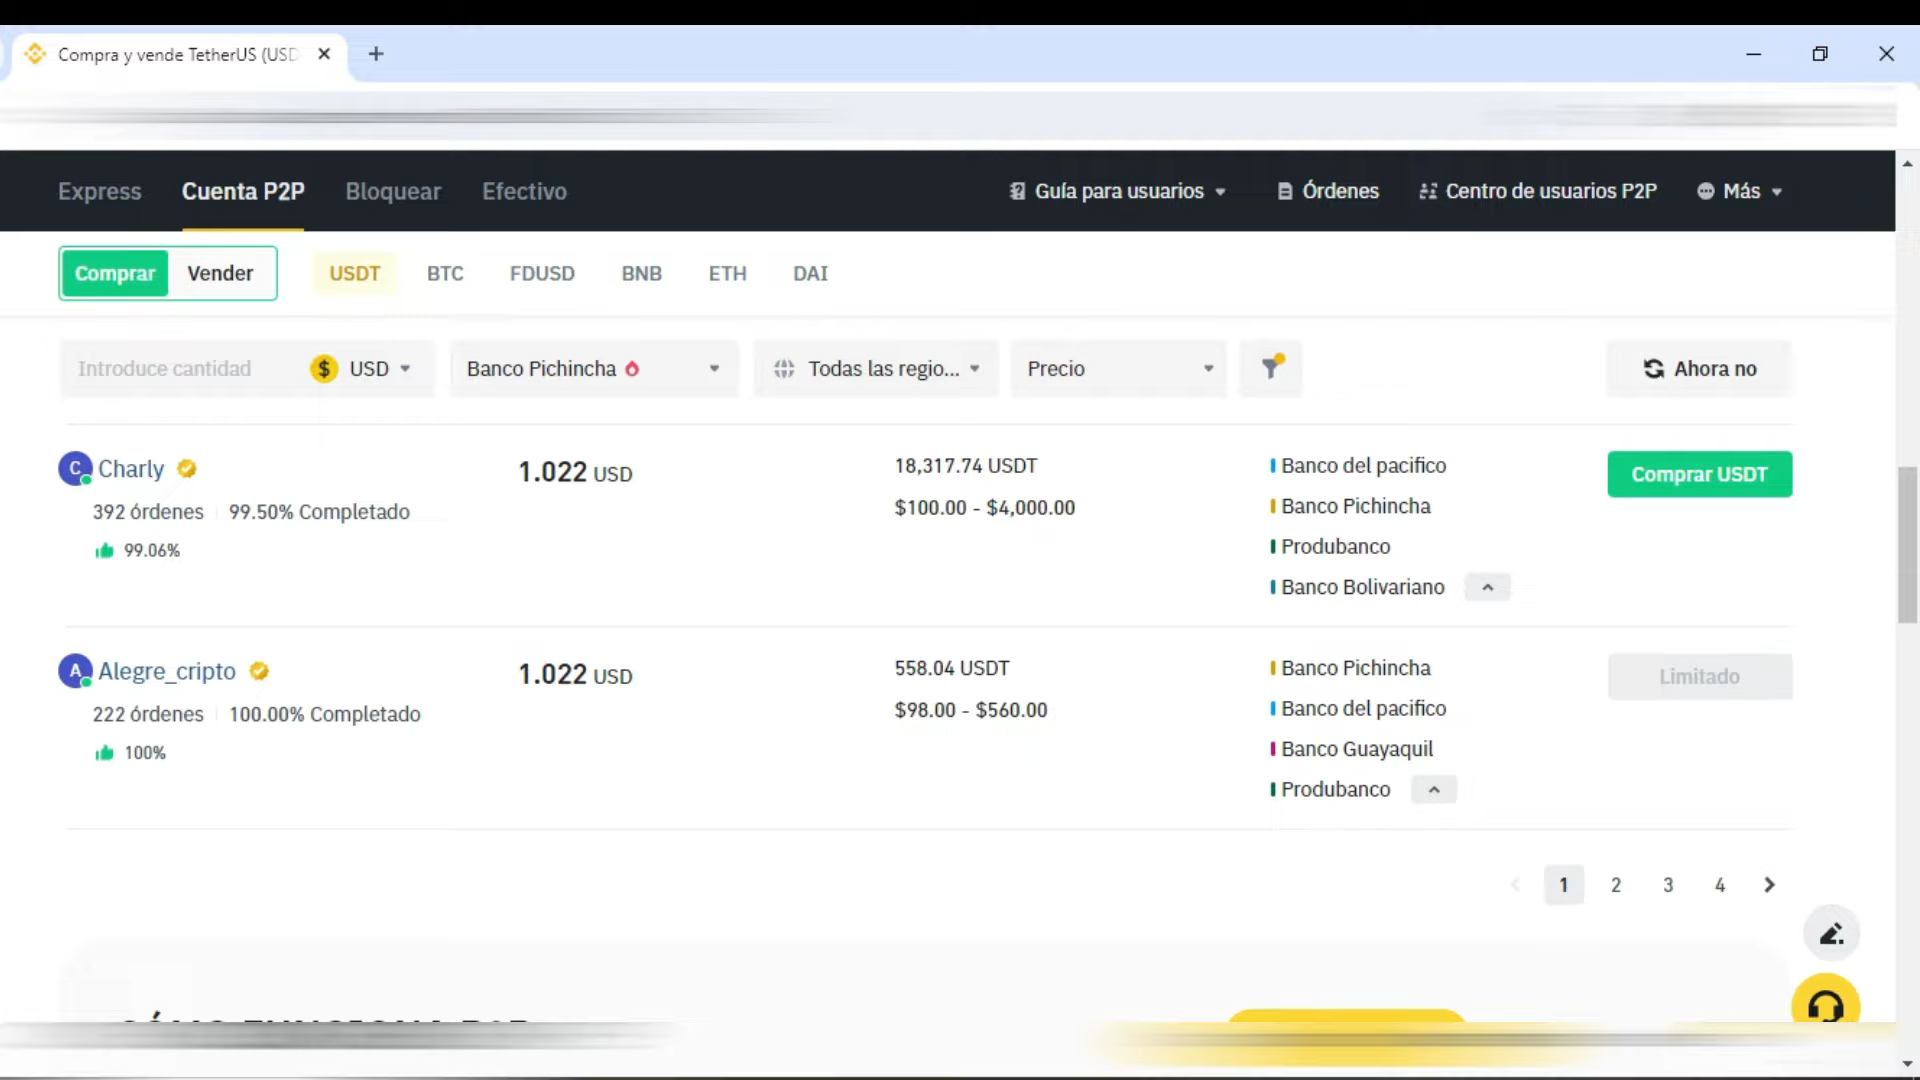 Compra y vende TetherUS (USD
Express Cuenta P2P Bloquear Efectivo Guía para usuarios Órdenes Centro de usuarios P2P Más
Comprar Vender USDT BTC FDUSD BNB ETH DAI
Introduce cantidad $ USD Banco Pichincha Todas las regio... Precio Ahora no
C Charly 1.022 USD 18,317.74 USDT Banco del pacifico Comprar USDT
392 órdenes 99.50% Completado $100.00 - $4,000.00 Banco Pichincha
99.06% Produbanco
Banco Bolivariano
A Alegre_cripto 1.022 USD 558.04 USDT Banco Pichincha Limitado
222 órdenes 100.00% Completado $98.00 - $560.00 Banco del pacifico
100% Banco Guayaquil
Produbanco
1 2 3 4